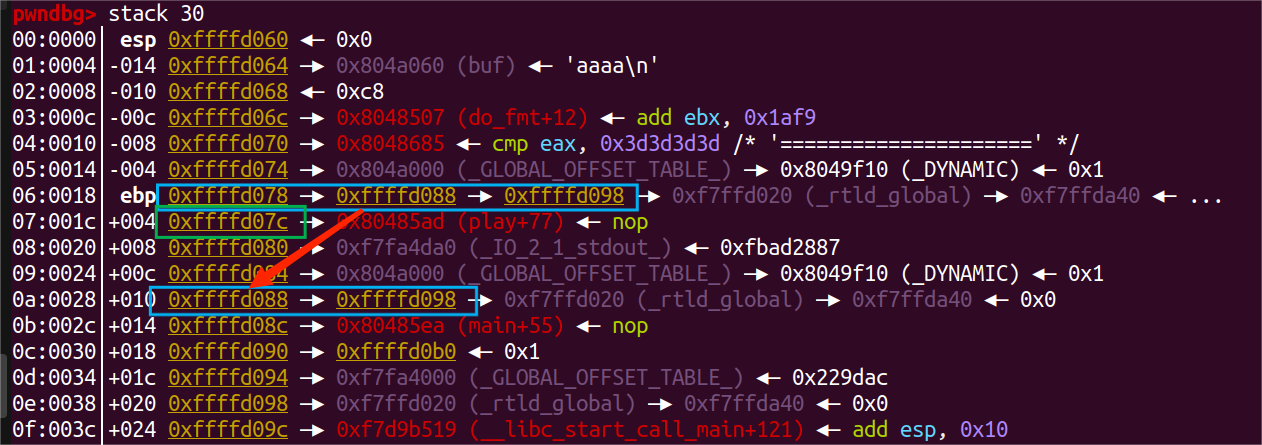 pwndbg> stack 30
00:0000│ esp 0xffffd060 ◂— 0x0
01:0004│-014 0xffffd064 —▸ 0x804a060 (buf) ◂— 'aaaa\n'
02:0008│-010 0xffffd068 ◂— 0xc8
03:000c│-00c 0xffffd06c —▸ 0x8048507 (do_fmt+12) ◂— add ebx, 0x1af9
04:0010│-008 0xffffd070 —▸ 0x8048685 ◂— cmp eax, 0x3d3d3d3d /* '=====================' */
05:0014│-004 0xffffd074 —▸ 0x804a000 (_GLOBAL_OFFSET_TABLE_) —▸ 0x8049f10 (_DYNAMIC) ◂— 0x1
06:0018│ ebp 0xffffd078 —▸ 0xffffd088 —▸ 0xffffd098 —▸ 0xf7ffd020 (_rtld_global) —▸ 0xf7ffda40 ◂— ...
07:001c│+004 0xffffd07c —▸ 0x80485ad (play+77) ◂— nop
08:0020│+008 0xffffd080 —▸ 0xf7fa4da0 (_IO_2_1_stdout_) ◂— 0xfbad2887
09:0024│+00c 0xffffd084 —▸ 0x804a000 (_GLOBAL_OFFSET_TABLE_) —▸ 0x8049f10 (_DYNAMIC) ◂— 0x1
0a:0028│+010 0xffffd088 —▸ 0xffffd098 —▸ 0xf7ffd020 (_rtld_global) —▸ 0xf7ffda40 ◂— 0x0
0b:002c│+014 0xffffd08c —▸ 0x80485ea (main+55) ◂— nop
0c:0030│+018 0xffffd090 —▸ 0xffffd0b0 ◂— 0x1
0d:0034│+01c 0xffffd094 —▸ 0xf7fa4000 (_GLOBAL_OFFSET_TABLE_) ◂— 0x229dac
0e:0038│+020 0xffffd098 —▸ 0xf7ffd020 (_rtld_global) —▸ 0xf7ffda40 ◂— 0x0
0f:003c│+024 0xffffd09c —▸ 0xf7d9b519 (__libc_start_call_main+121) ◂— add esp, 0x10